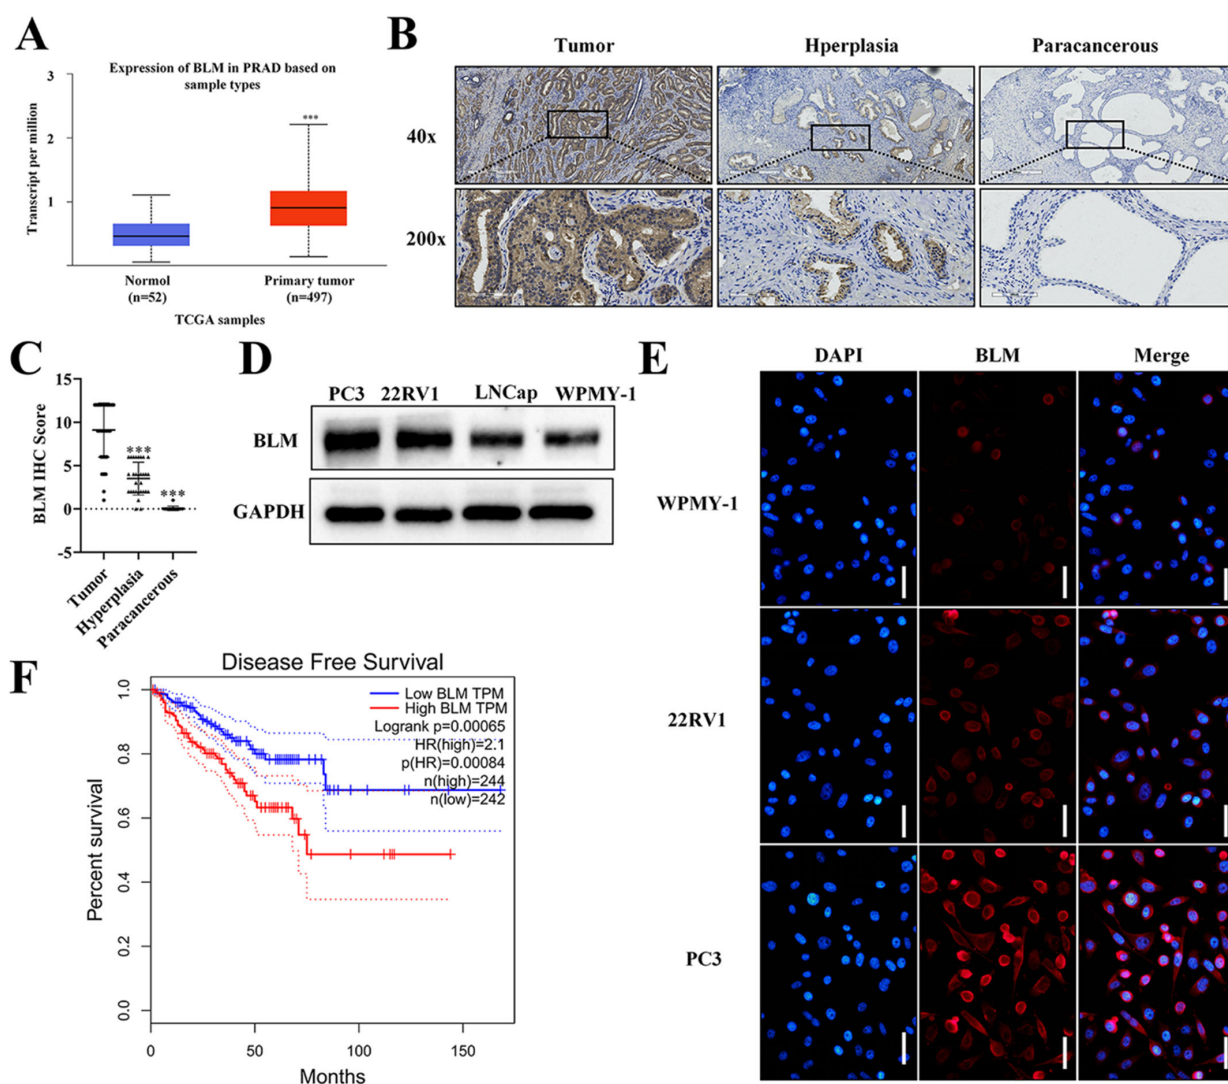 A
Expression of BLM in PRAD based on
sample types
Transcript per million
3
2
1
***
Normal
(n=52)
Primary tumor
(n=497)
TCGA samples
B
Tumor
Hperplasia
Paracancerous
40x
200x
C
BLM IHC Score
15
10
5
0
-5
***
***
Tumor
Hyperplasia
Paracancerous
D
PC3 22RV1 LNCap WPMY-1
BLM
GAPDH
E
DAPI
BLM
Merge
WPMY-1
22RV1
PC3
F
Disease Free Survival
Low BLM TPM
High BLM TPM
Logrank p=0.00065
HR(high)=2.1
p(HR)=0.00084
n(high)=244
n(low)=242
Percent survival
1.0
0.8
0.6
0.4
0.2
0.0
0 50 100 150
Months